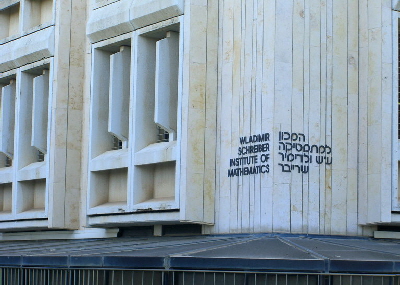 WLADIMIR
SCHREIBER
INSTITUTE OF
MATHEMATICS
המכון
למתמטיקה
ע״ש ולדימיר
שרייבר